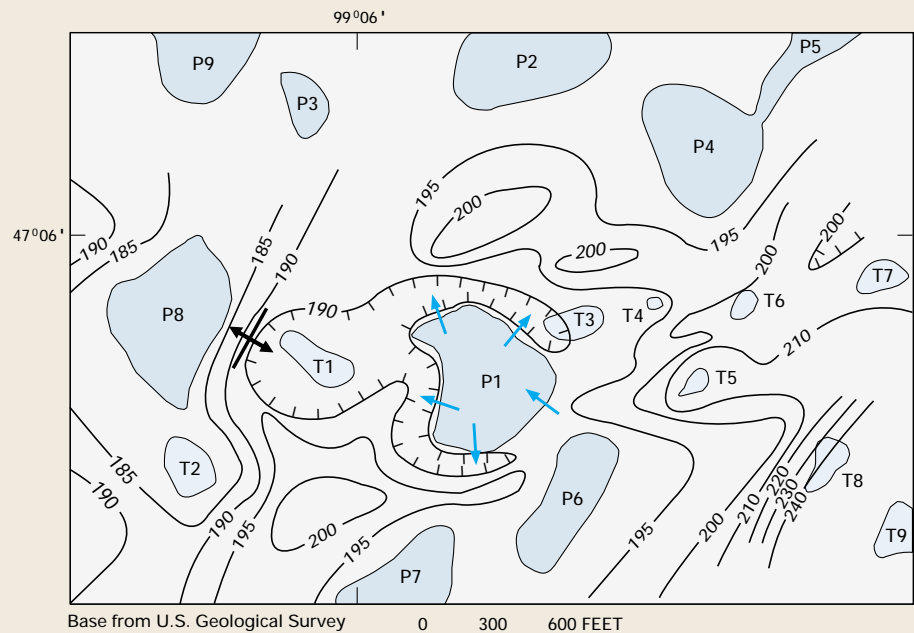 99°06'
P9
P2
P5
P3
P4
195
200
47°06'
190
185
185
190
200
195
200
200
T7
P8
190
T3
T4
T6
T1
210
P1
T5
185
T2
190
T8
220
230
210
240
P6
190
195
200
195
195
200
T9
P7
Base from U.S. Geological Survey
0 300 600 FEET